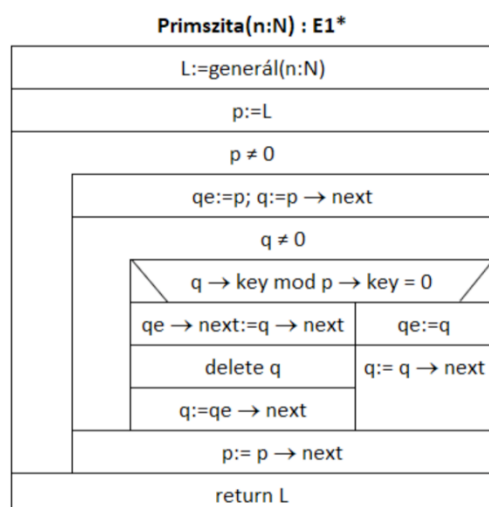 Primszita(n:N) : E1*
L:=generál(n:N)
p:=L
p ≠ 0
qe:=p; q:=p → next
q ≠ 0
q → key mod p → key = 0
qe → next:=q → next qe:=q
delete q q:= q → next
q:=qe → next
p:= p → next
return L